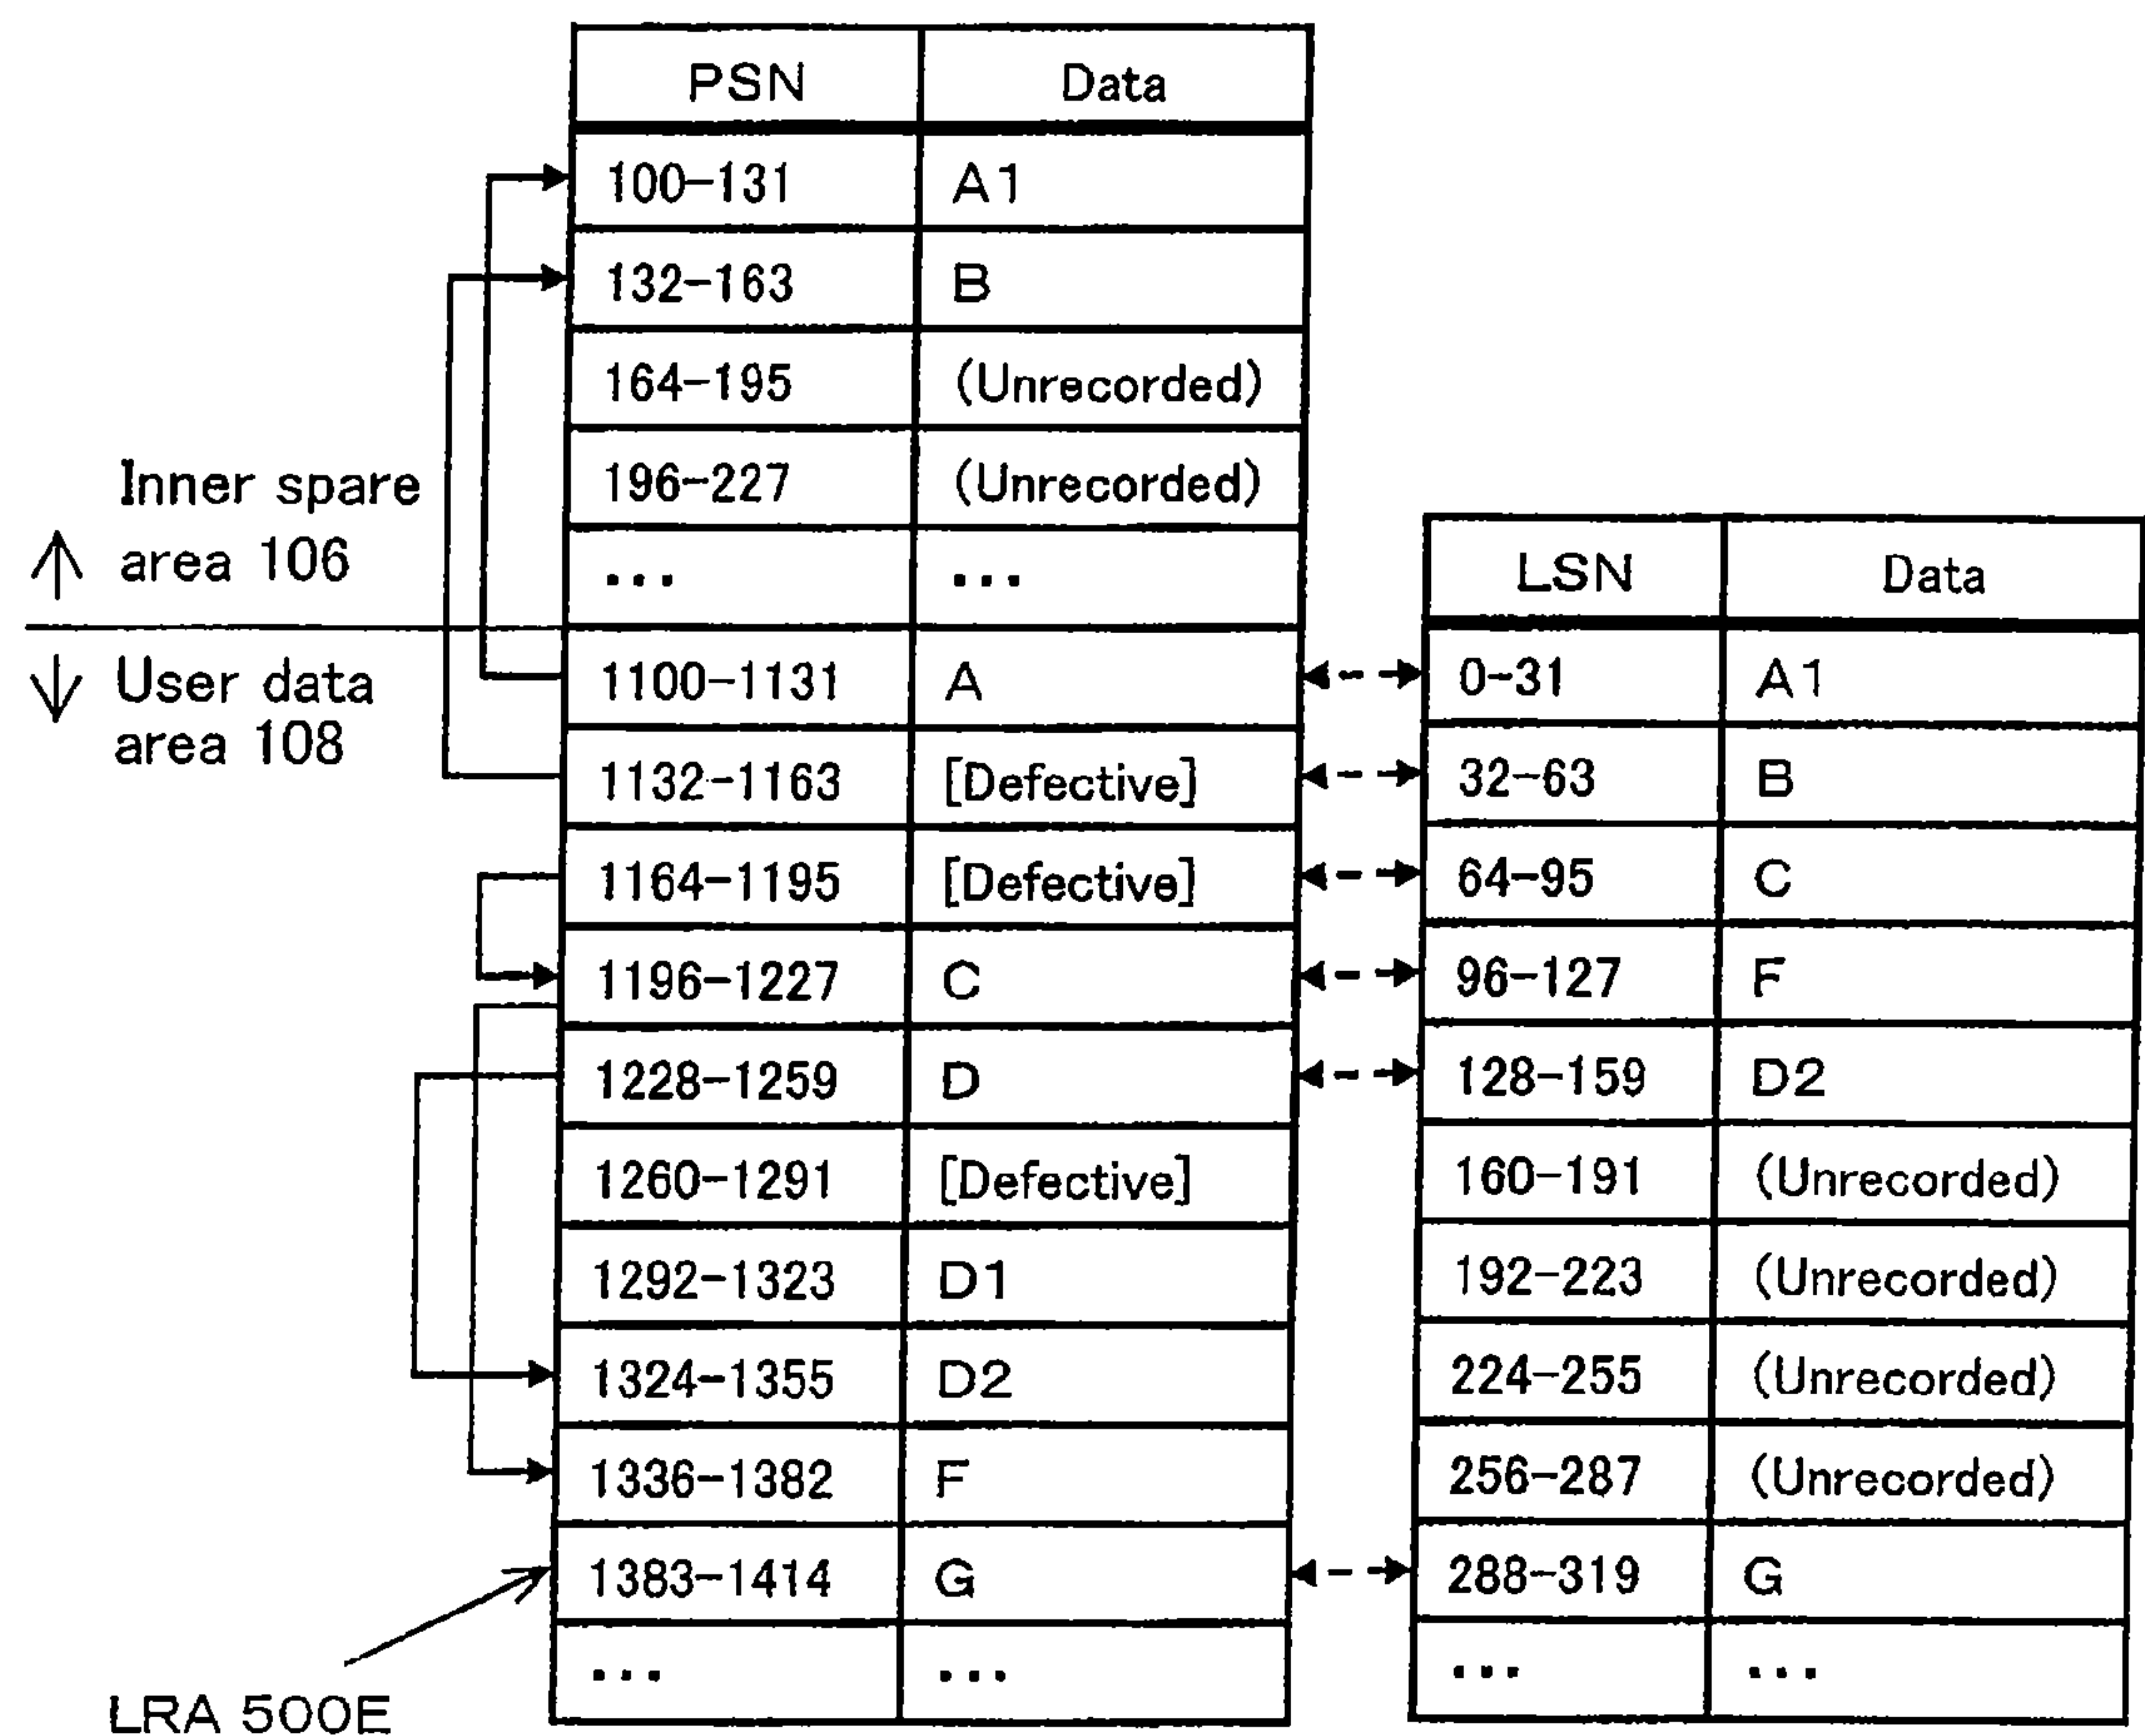 PSN Data
100-131 A1
132-163 B
164-195 (Unrecorded)
196-227 (Unrecorded)
... ...
1100-1131 A
1132-1163 [Defective]
1164-1195 [Defective]
1196-1227 C
1228-1259 D
1260-1291 [Defective]
1292-1323 D1
1324-1355 D2
1336-1382 F
1383-1414 G
... ...
Inner spare
area 106
User data
area 108
LRA 500E
LSN Data
0-31 A1
32-63 B
64-95 C
96-127 F
128-159 D2
160-191 (Unrecorded)
192-223 (Unrecorded)
224-255 (Unrecorded)
256-287 (Unrecorded)
288-319 G
... ...